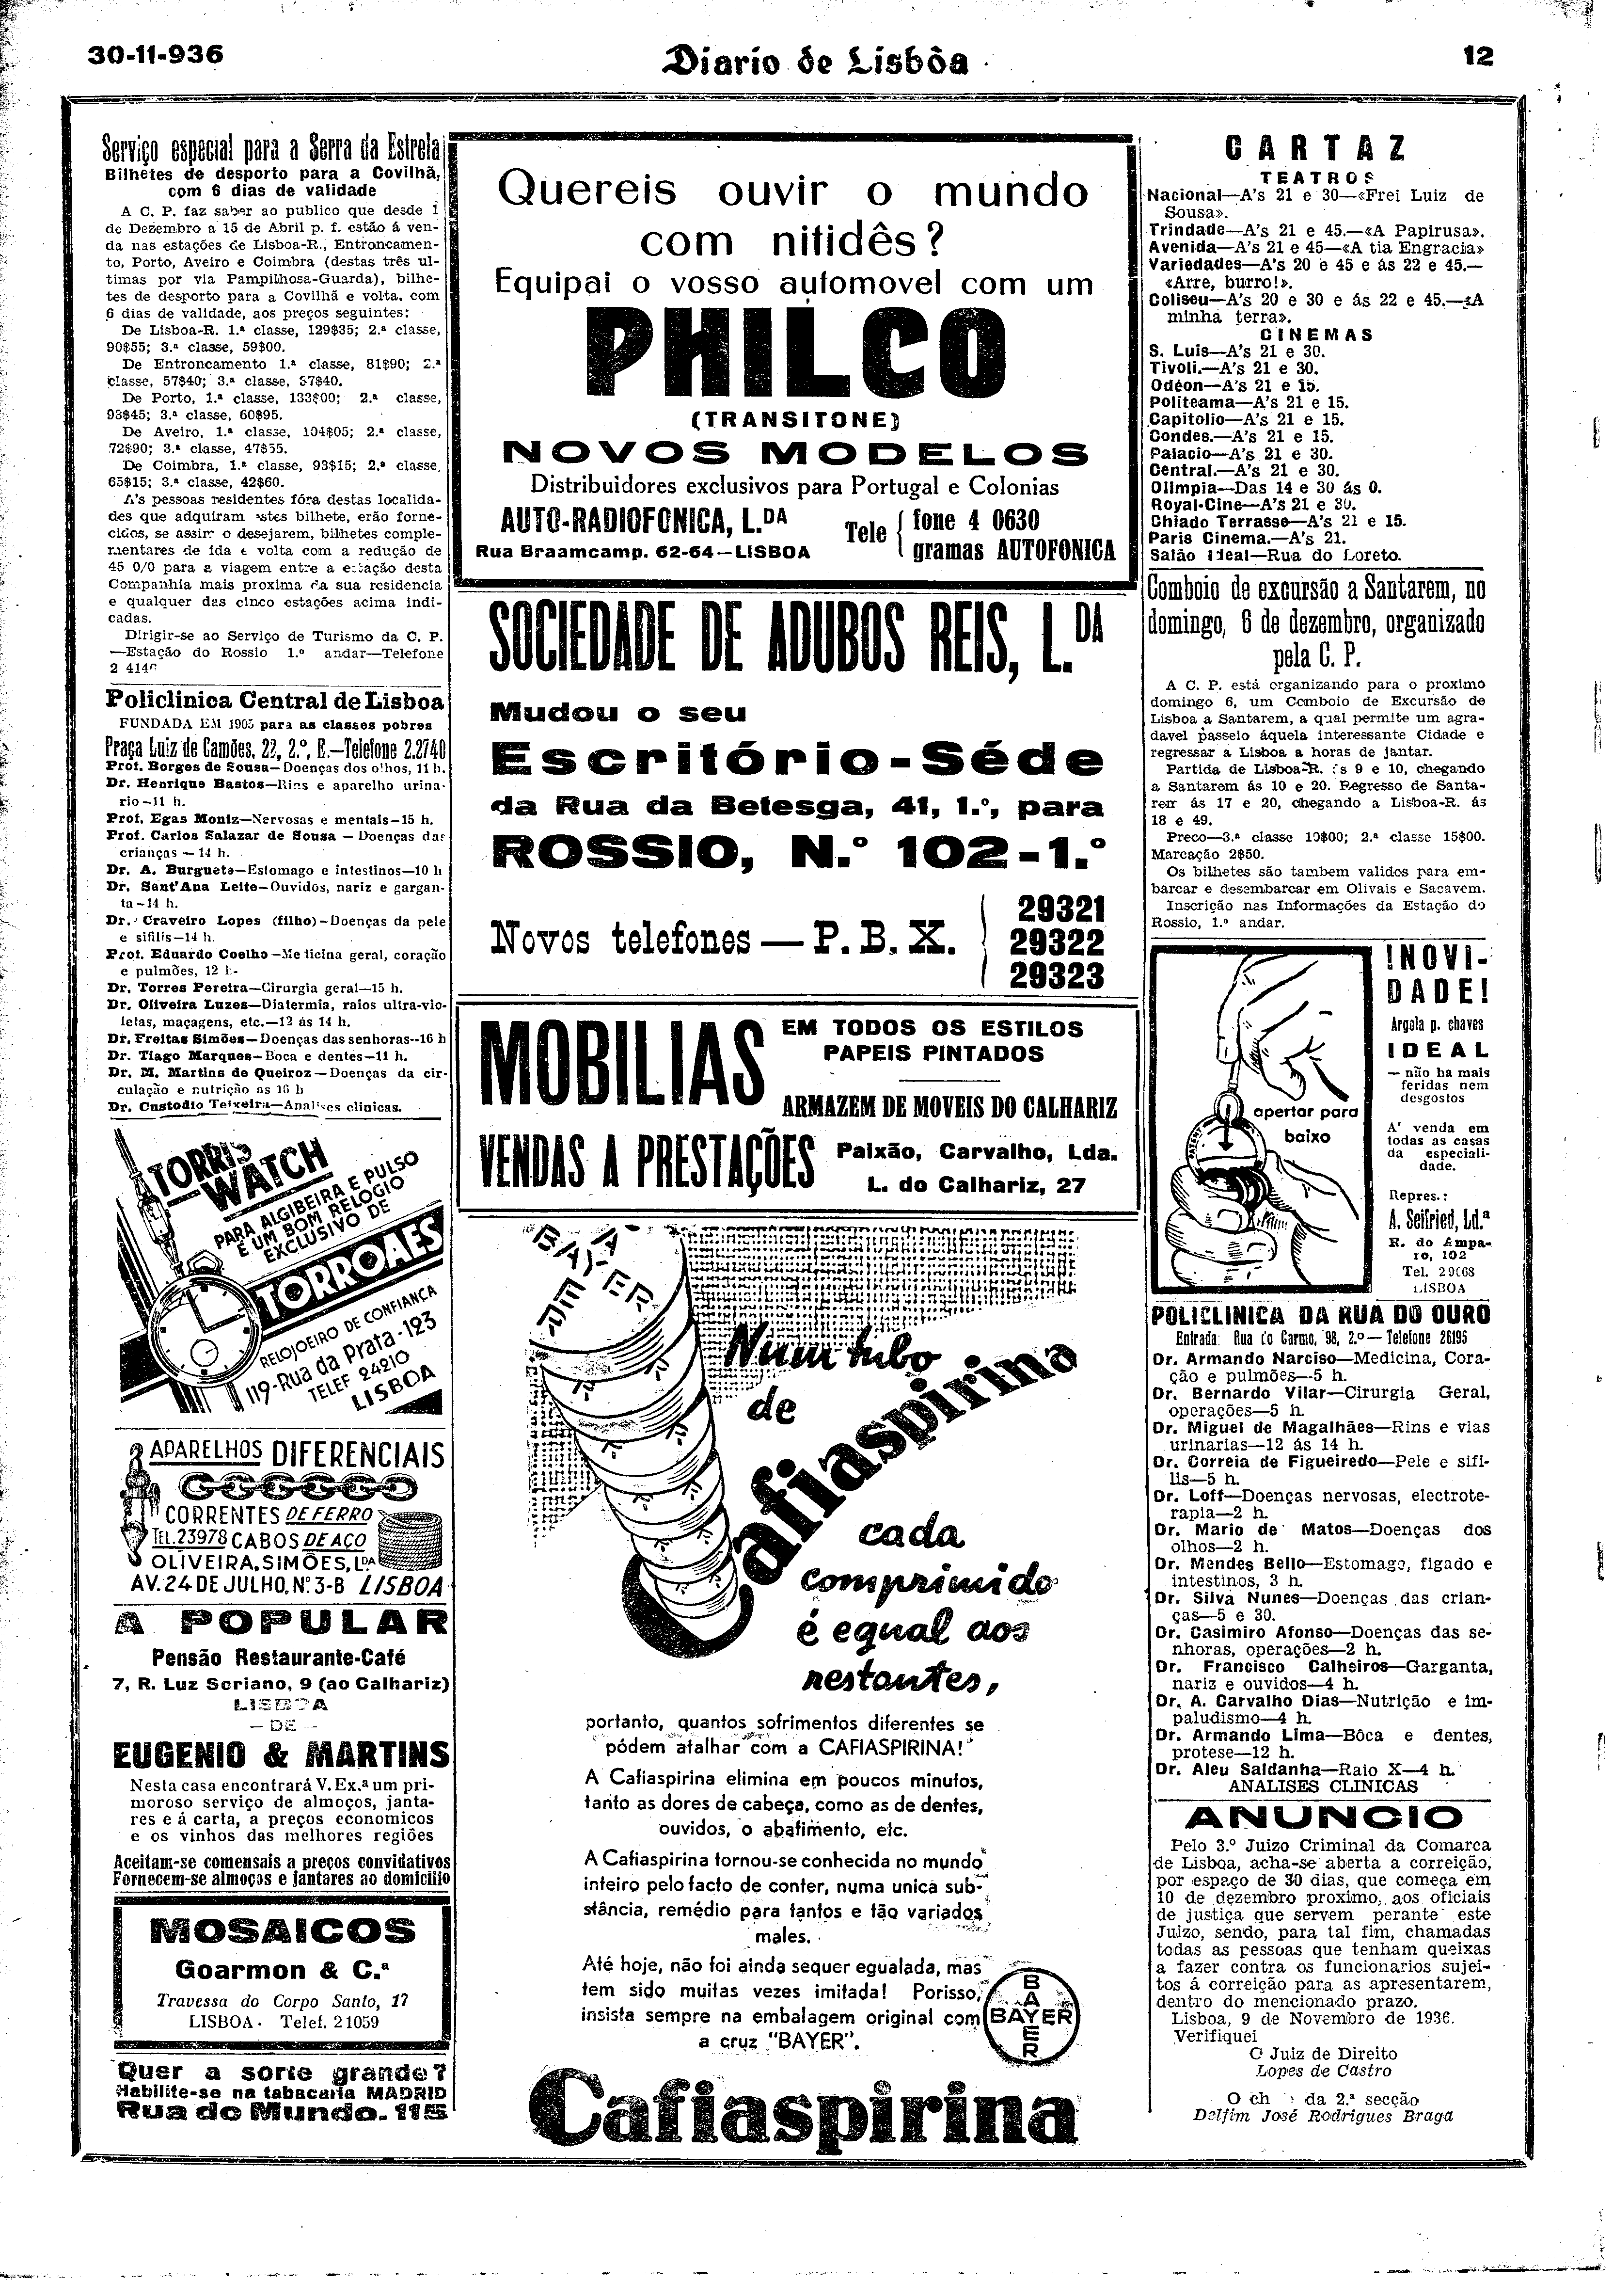 30-11-936
Diario de Lisbôa
12
Serviço especial para a Serra da Estrela
Bilhetes de desporto para a Covilhã,
com 6 dias de validade
A C. P. faz saber ao publico que desde 1
de Dezembro a 15 de Abril p. f. estão á ven-
da nas estações de Lisboa-R., Entroncamen-
to, Porto, Aveiro e Coimbra (destas três ul-
timas por via Pampilhosa-Guarda), bilhe-
tes de desporto para a Covilhã e volta, com
6 dias de validade, aos preços seguintes:
De Lisboa-R. 1.ª classe, 129$35; 2.ª classe,
90$55; 3.ª classe, 59$00.
De Entroncamento 1.ª classe, 81$90; 2.ª
classe, 57$40; 3.ª classe, 37$40.
De Porto, 1.ª classe, 133$00; 2.ª classe,
93$45; 3.ª classe, 60$95.
De Aveiro, 1.ª classe, 104$05; 2.ª classe,
72$90; 3.ª classe, 47$55.
De Coimbra, 1.ª classe, 93$15; 2.ª classe,
65$15; 3.ª classe, 42$60.
A's pessoas residentes fóra destas localida-
des que adquiram estes bilhete, erão forne-
cidos, se assim o desejarem, bilhetes comple-
mentares de ida e volta com a redução de
45 0/0 para a viagem entre a estação desta
Companhia mais proxima da sua residencia
e qualquer das cinco estações acima indi-
cadas.
Dirigir-se ao Serviço de Turismo da C. P.
—Estação do Rossio 1.º andar—Telefone
Policlinica Central de Lisboa
FUNDADA EM 1905 para as classes pobres
Praça Luiz de Camões, 22, 2.º, E.—Telefone 2.2740
Prof. Borges de Sousa—Doenças dos olhos, 11 h.
Dr. Henrique Bastos—Rins e aparelho urina-
rio—11 h.
Prof. Egas Moniz—Nervosas e mentais—15 h.
Prof. Carlos Salazar de Sousa — Doenças das
crianças — 14 h.
Dr. A. Burguete—Estomago e intestinos—10 h
Dr. Sant'Ana Leite—Ouvidos, nariz e gargan-
ta—14 h.
Dr. Craveiro Lopes (filho)—Doenças da pele
e sifilis—14 h.
Prof. Eduardo Coelho—Medicina geral, coração
e pulmões, 12 h-
Dr. Torres Pereira—Cirurgia geral—15 h.
Dr. Oliveira Luzes—Diatermia, raios ultra-vio-
letas, maçagens, etc.—12 ás 14 h.
Dr. Freitas Simões—Doenças das senhoras--16 h
Dr. Tiago Marques—Boca e dentes—11 h.
Dr. M. Martins de Queiroz—Doenças da cir-
culação e nutrição as 16 h
Dr. Custodio Teixeira—Analises clinicas.
TORRIS
WATCH
PARA ALGIBEIRA E PULSO
É UM BOM RELOGIO
EXCLUSIVO DE
TORROAES
RELOJOEIRO DE CONFIANÇA
119-Rua da Prata-123
TELEF 24210
LISBOA
APARELHOS DIFERENCIAIS
CORRENTES DE FERRO
TEL. 23978 CABOS DE AÇO
OLIVEIRA, SIMÕES, LDA
AV. 24 DE JULHO, Nº 3-B LISBOA
A POPULAR
Pensão Restaurante-Café
7, R. Luz Soriano, 9 (ao Calhariz)
LISBOA
— DE —
EUGENIO & MARTINS
Nesta casa encontrará V. Ex.ª um pri-
moroso serviço de almoços, janta-
res e á carta, a preços economicos
e os vinhos das melhores regiões
Aceitam-se comensais a preços convidativos
Fornecem-se almoços e jantares ao domicilio
MOSAICOS
Goarmon & C.ª
Travessa do Corpo Santo, 17
LISBOA. Telef. 21059
Quer a sorte grande?
Habilite-se na tabacaria MADRID
Rua do Mundo, 115
Quereis ouvir o mundo
com nitidês?
Equipai o vosso automovel com um
PHILCO
(TRANSITONE)
NOVOS MODELOS
Distribuidores exclusivos para Portugal e Colonias
AUTO-RADIOFONICA, L.DA
Rua Braamcamp. 62-64—LISBOA
Tele
fone 4 0630
gramas AUTOFONICA
SOCIEDADE DE ADUBOS REIS, L.DA
Mudou o seu
Escritório-Séde
da Rua da Betesga, 41, 1.º, para
ROSSIO, N.º 102-1.º
Novos telefones — P. B. X.
29321
29322
29323
MOBILIAS
EM TODOS OS ESTILOS
PAPEIS PINTADOS
ARMAZEM DE MOVEIS DO CALHARIZ
VENDAS A PRESTAÇÕES
Paixão, Carvalho, Lda.
L. do Calhariz, 27
BAYER
Num tubo
de
Cafiaspirina
cada
comprimido
é egual aos
restantes,
portanto, quantos sofrimentos diferentes se
pódem atalhar com a CAFIASPIRINA!
A Cafiaspirina elimina em poucos minutos,
tanto as dores de cabeça, como as de dentes,
ouvidos, o abatimento, etc.
A Cafiaspirina tornou-se conhecida no mundo
inteiro pelo facto de conter, numa unica sub-
stância, remédio para tantos e tão variados
males.
Até hoje, não foi ainda sequer egualada, mas
tem sido muitas vezes imitada! Porisso,
insista sempre na embalagem original com
a cruz "BAYER".
BAYER
BAYER
Cafiaspirina
CARTAZ
TEATROS
Nacional—A's 21 e 30—«Frei Luiz de
Sousa».
Trindade—A's 21 e 45.—«A Papirusa».
Avenida—A's 21 e 45—«A tia Engracia»
Variedades—A's 20 e 45 e ás 22 e 45.—
«Arre, burro!».
Coliseu—A's 20 e 30 e ás 22 e 45.—«A
minha terra».
CINEMAS
S. Luis—A's 21 e 30.
Tivoli.—A's 21 e 30.
Odéon—A's 21 e 15.
Politeama—A's 21 e 15.
Capitolio—A's 21 e 15.
Condes.—A's 21 e 15.
Palacio—A's 21 e 30.
Central.—A's 21 e 30.
Olimpia—Das 14 e 30 ás 0.
Royal-Cine—A's 21 e 30.
Chiado Terrasse—A's 21 e 15.
Paris Cinema.—A's 21.
Salão Ideal—Rua do Loreto.
Comboio de excursão a Santarem, no
domingo, 6 de dezembro, organizado
pela C. P.
A C. P. está organizando para o proximo
domingo 6, um Comboio de Excursão de
Lisboa a Santarem, a qual permite um agra-
davel passeio áquela interessante Cidade e
regressar a Lisboa a horas de jantar.
Partida de Lisboa-R. ás 9 e 10, chegando
a Santarem ás 10 e 20. Regresso de Santa-
rem ás 17 e 20, chegando a Lisboa-R. ás
18 e 49.
Preco—3.ª classe 10$00; 2.ª classe 15$00.
Marcação 2$50.
Os bilhetes são tambem validos para em-
barcar e desembarcar em Olivais e Sacavem.
Inscrição nas Informações da Estação do
Rossio, 1.º andar.
apertar para
baixo
!NOVI-
DADE!
Argola p. chaves
IDEAL
— não ha mais
feridas nem
desgostos
A' venda em
todas as casas
da especiali-
dade.
Repres.:
A. Seifried, Ld.ª
R. do Ampa-
ro, 102
Tel. 29068
LISBOA
POLICLINICA DA RUA DO OURO
Entrada: Rua do Carmo, 98, 2.º — Telefone 26195
Dr. Armando Narciso—Medicina, Cora-
ção e pulmões—5 h.
Dr. Bernardo Vilar—Cirurgia Geral,
operações—5 h.
Dr. Miguel de Magalhães—Rins e vias
urinarias—12 ás 14 h.
Dr. Correia de Figueiredo—Pele e sifi-
lis—5 h.
Dr. Loff—Doenças nervosas, electrote-
rapia—2 h.
Dr. Mario de Matos—Doenças dos
olhos—2 h.
Dr. Mendes Bello—Estomago, figado e
intestinos, 3 h.
Dr. Silva Nunes—Doenças das crian-
ças—5 e 30.
Dr. Casimiro Afonso—Doenças das se-
nhoras, operações—2 h.
Dr. Francisco Calheiros—Garganta,
nariz e ouvidos—4 h.
Dr. A. Carvalho Dias—Nutrição e im-
paludismo—4 h.
Dr. Armando Lima—Bôca e dentes,
protese—12 h.
Dr. Aleu Saldanha—Raio X—4 h.
ANALISES CLINICAS
ANUNCIO
Pelo 3.º Juizo Criminal da Comarca
de Lisboa, acha-se aberta a correição,
por espaço de 30 dias, que começa em
10 de dezembro proximo, aos oficiais
de justiça que servem perante este
Juizo, sendo, para tal fim, chamadas
todas as pessoas que tenham queixas
a fazer contra os funcionarios sujei-
tos á correição para as apresentarem,
dentro do mencionado prazo.
Lisboa, 9 de Novembro de 1936.
Verifiquei
O Juiz de Direito
Lopes de Castro
O da 2.ª secção
Delfim José Rodrigues Braga